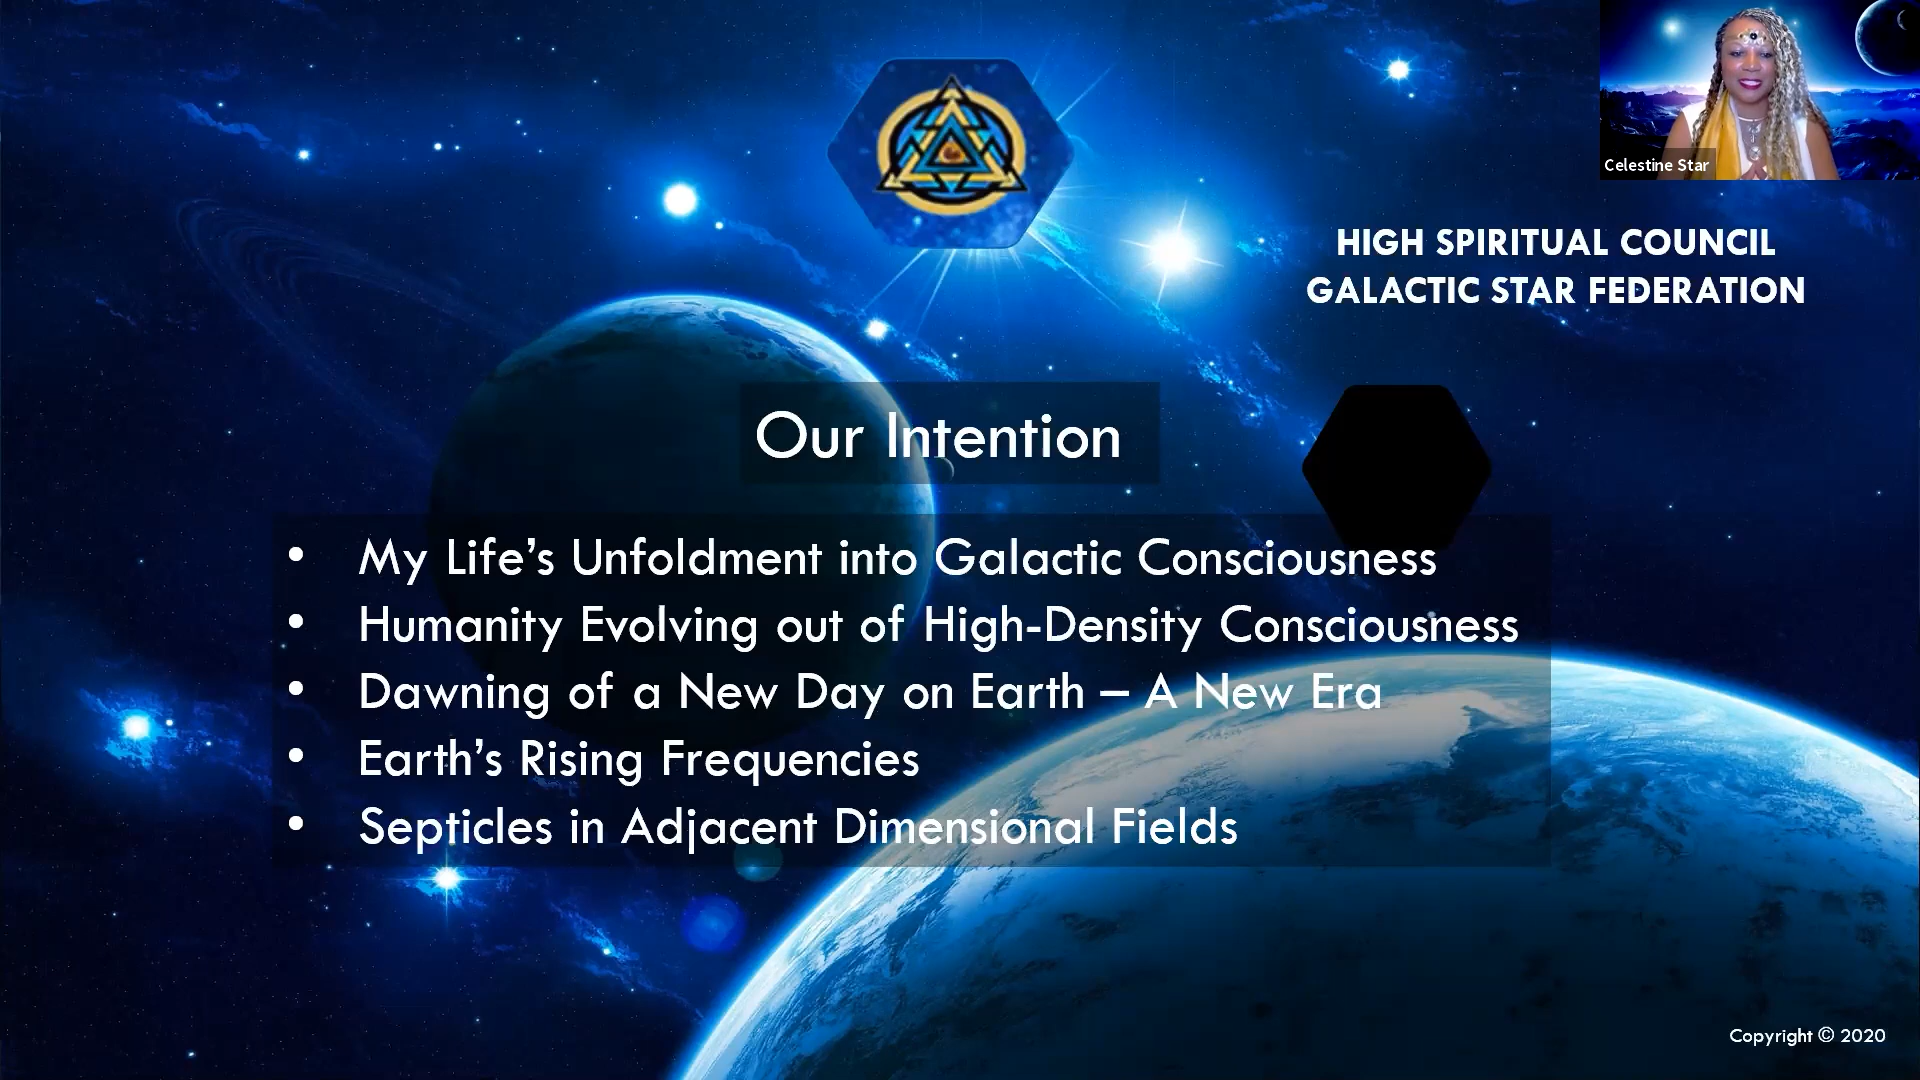 Celestine Star
HIGH SPIRITUAL COUNCIL
GALACTIC STAR FEDERATION
Our Intention
• My Life’s Unfoldment into Galactic Consciousness
• Humanity Evolving out of High-Density Consciousness
• Dawning of a New Day on Earth – A New Era
• Earth’s Rising Frequencies
• Septicles in Adjacent Dimensional Fields
Copyright © 2020